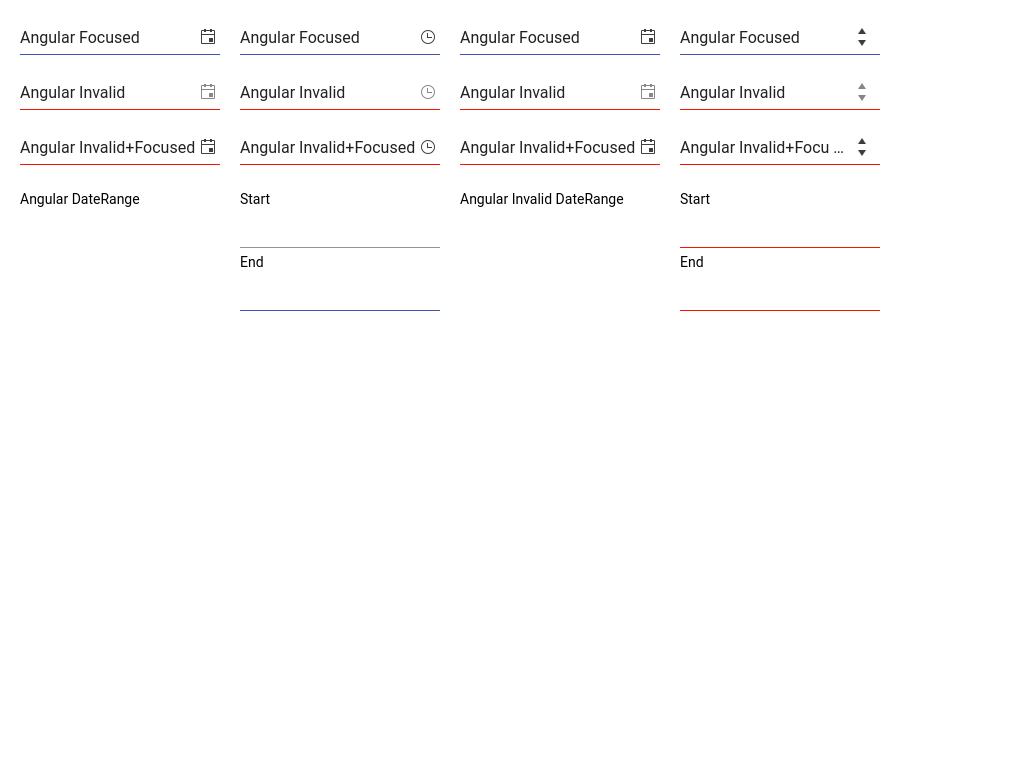 Angular Focused Angular Focused Angular Focused Angular Focused
Angular Invalid Angular Invalid Angular Invalid Angular Invalid
Angular Invalid+Focused Angular Invalid+Focused Angular Invalid+Focused Angular Invalid+Focu ...
Angular DateRange Start Angular Invalid DateRange Start
End End